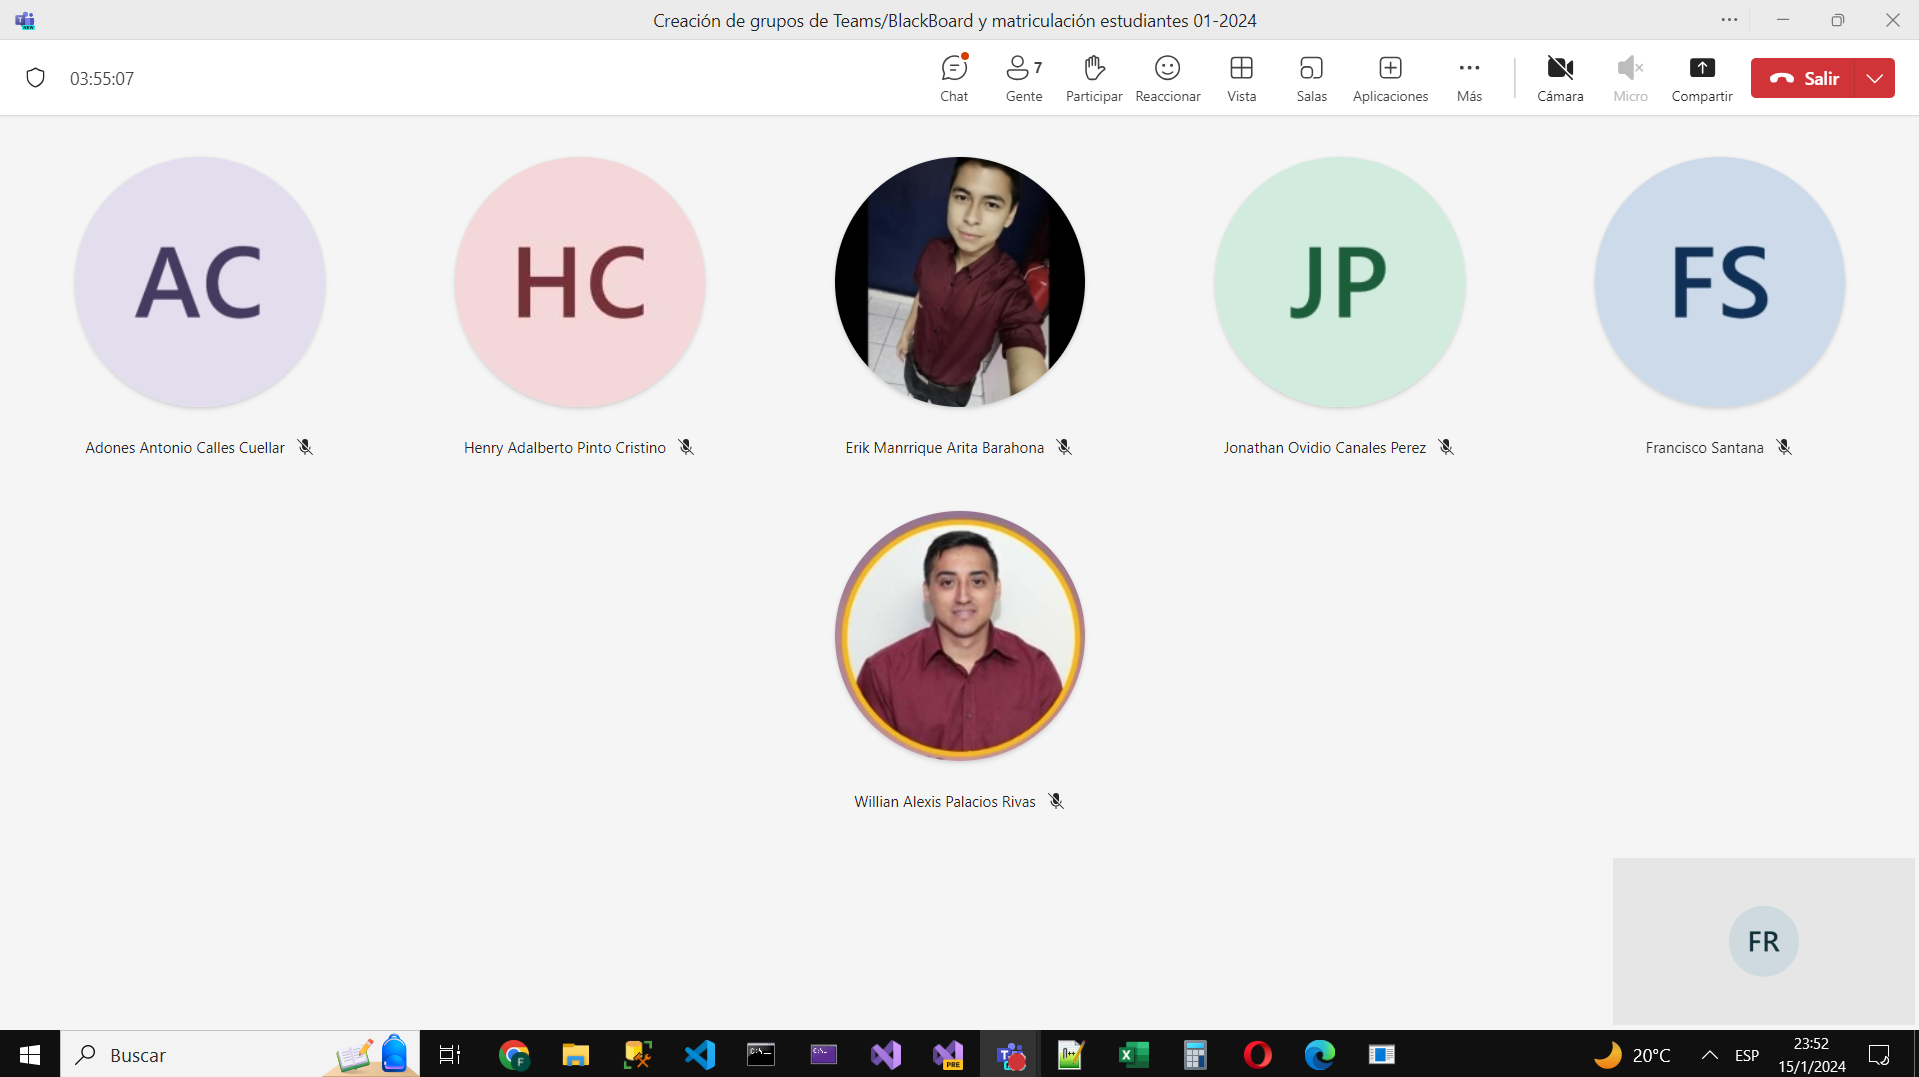 Creación de grupos de Teams/BlackBoard y matriculación estudiantes 01-2024
03:55:07
Chat
7
Gente
Participar
Reaccionar
Vista
Salas
Aplicaciones
Más
Cámara
Micro
Compartir
Salir
AC
HC
JP
FS
Adones Antonio Calles Cuellar
Henry Adalberto Pinto Cristino
Erik Manrrique Arita Barahona
Jonathan Ovidio Canales Perez
Francisco Santana
Willian Alexis Palacios Rivas
FR
Buscar
20°C
ESP
23:52
15/1/2024